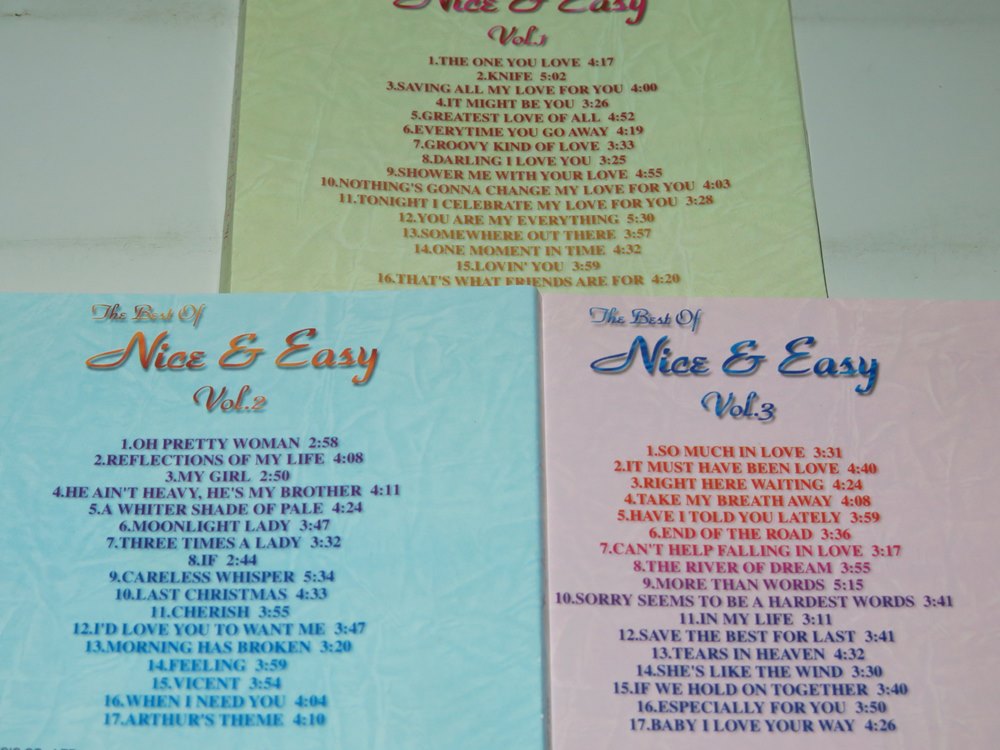 Nice & Easy
Vol.1
1.THE ONE YOU LOVE 4:17
2.KNIFE 5:02
3.SAVING ALL MY LOVE FOR YOU 4:00
4.IT MIGHT BE YOU 3:26
5.GREATEST LOVE OF ALL 4:52
6.EVERYTIME YOU GO AWAY 4:19
7.GROOVY KIND OF LOVE 3:33
8.DARLING I LOVE YOU 3:25
9.SHOWER ME WITH YOUR LOVE 4:55
10.NOTHING'S GONNA CHANGE MY LOVE FOR YOU 4:03
11.TONIGHT I CELEBRATE MY LOVE FOR YOU 3:28
12.YOU ARE MY EVERYTHING 5:30
13.SOMEWHERE OUT THERE 3:57
14.ONE MOMENT IN TIME 4:32
15.LOVIN' YOU 3:59
16.THAT'S WHAT FRIENDS ARE FOR 4:20
The Best Of
Nice & Easy
Vol.2
1.OH PRETTY WOMAN 2:58
2.REFLECTIONS OF MY LIFE 4:08
3.MY GIRL 2:50
4.HE AIN'T HEAVY, HE'S MY BROTHER 4:11
5.A WHITER SHADE OF PALE 4:24
6.MOONLIGHT LADY 3:47
7.THREE TIMES A LADY 3:32
8.IF 2:44
9.CARELESS WHISPER 5:34
10.LAST CHRISTMAS 4:33
11.CHERISH 3:55
12.I'D LOVE YOU TO WANT ME 3:47
13.MORNING HAS BROKEN 3:20
14.FEELING 3:59
15.VICENT 3:54
16.WHEN I NEED YOU 4:04
17.ARTHUR'S THEME 4:10
The Best Of
Nice & Easy
Vol.3
1.SO MUCH IN LOVE 3:31
2.IT MUST HAVE BEEN LOVE 4:40
3.RIGHT HERE WAITING 4:24
4.TAKE MY BREATH AWAY 4:08
5.HAVE I TOLD YOU LATELY 3:59
6.END OF THE ROAD 3:36
7.CAN'T HELP FALLING IN LOVE 3:17
8.THE RIVER OF DREAM 3:55
9.MORE THAN WORDS 5:15
10.SORRY SEEMS TO BE A HARDEST WORDS 3:41
11.IN MY LIFE 3:11
12.SAVE THE BEST FOR LAST 3:41
13.TEARS IN HEAVEN 4:32
14.SHE'S LIKE THE WIND 3:30
15.IF WE HOLD ON TOGETHER 3:40
16.ESPECIALLY FOR YOU 3:50
17.BABY I LOVE YOUR WAY 4:26